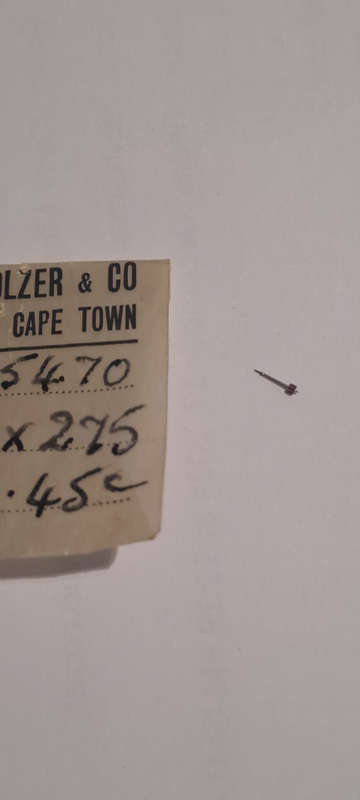 OLZER & CO
CAPE TOWN
5470
x 275
.45c